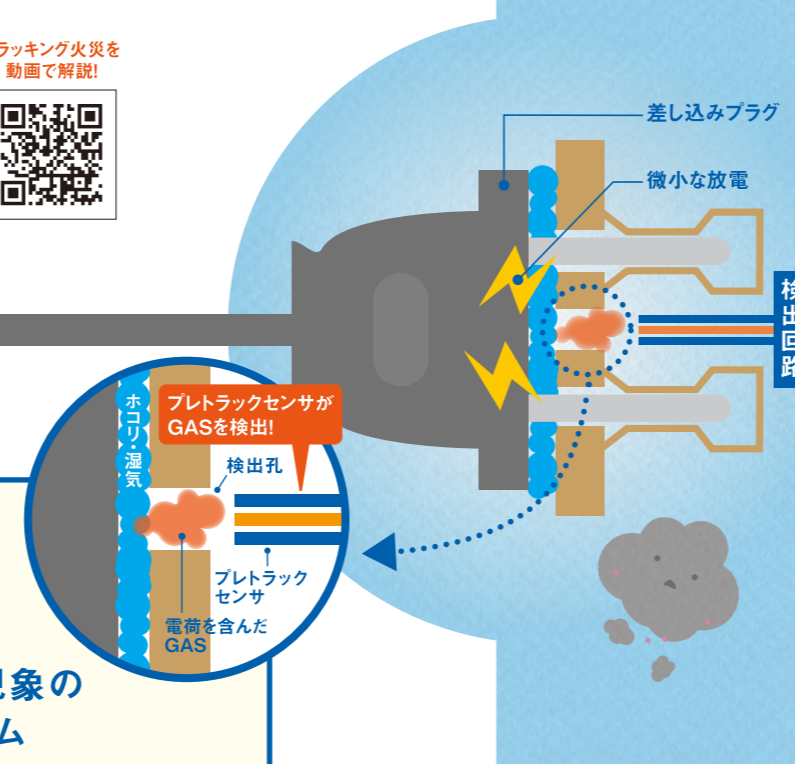 ラッキング火災を
動画で解説!
差し込みプラグ
微小な放電
検出回路
プレトラックセンサが
GASを検出!
ホコリ・湿気
検出孔
プレトラック
センサ
電荷を含んだ
GAS
現象の
ム